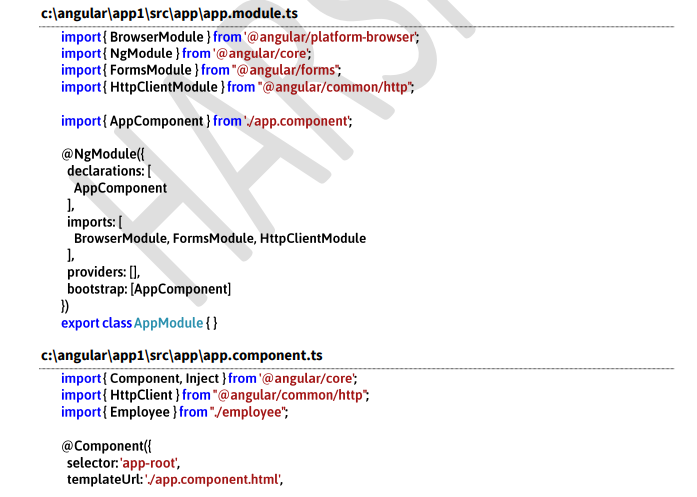 c:\angular\app1\src\app\app.module.ts
import { BrowserModule } from '@angular/platform-browser';
import { NgModule } from '@angular/core';
import { FormsModule } from "@angular/forms";
import { HttpClientModule } from "@angular/common/http";
import { AppComponent } from './app.component';
@NgModule({
declarations: [
AppComponent
],
imports: [
BrowserModule, FormsModule, HttpClientModule
],
providers: [],
bootstrap: [AppComponent]
})
export class AppModule { }
c:\angular\app1\src\app\app.component.ts
import { Component, Inject } from '@angular/core';
import { HttpClient } from "@angular/common/http";
import { Employee } from "./employee";
@Component({
selector: 'app-root',
templateUrl: './app.component.html',